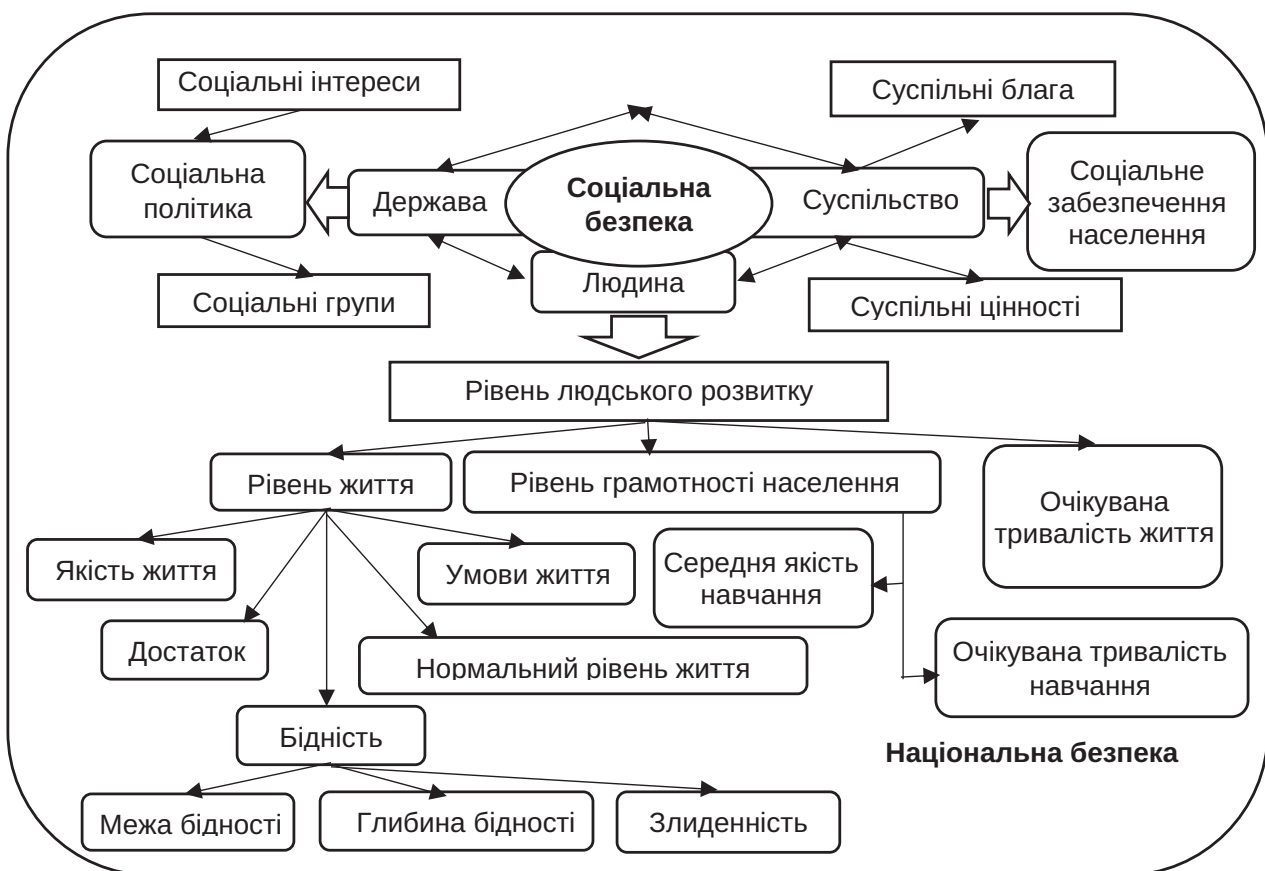 Соціальні інтереси
Суспільні блага
Соціальна
політика
Держава
Соціальна
безпека
Суспільство
Соціальне
забезпечення
населення
Людина
Соціальні групи
Суспільні цінності
Рівень людського розвитку
Рівень життя
Рівень грамотності населення
Очікувана
тривалість життя
Якість життя
Умови життя
Середня якість
навчання
Достаток
Нормальний рівень життя
Очікувана тривалість
навчання
Бідність
Національна безпека
Межа бідності
Глибина бідності
Злиденність